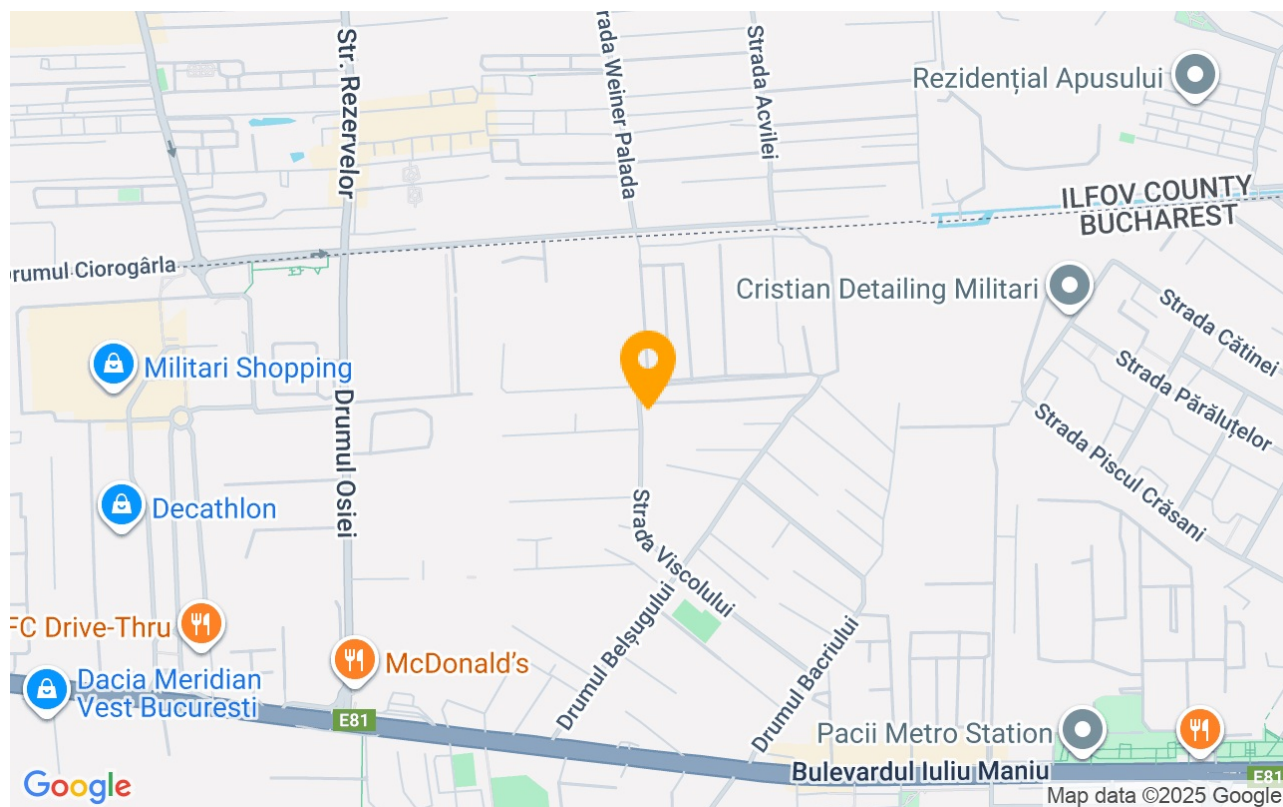 Str. Rezervelor
rada Weiner Palada
Strada Acvilei
Rezidențial Apusului
ILFOV COUNTY
BUCHAREST
Drumul Ciorogârla
Cristian Detailing Militari
Strada Cătinei
Militari Shopping
Strada Părăluțelor
Drumul Osiei
Strada Piscul Crăsani
Decathlon
Strada Viscolului
FC Drive-Thru
McDonald's
Drumul Belșugului
Drumul Bacriului
Dacia Meridian
Vest Bucuresti
E81
Pacii Metro Station
Bulevardul Iuliu Maniu
E81
Google
Map data ©2025 Google